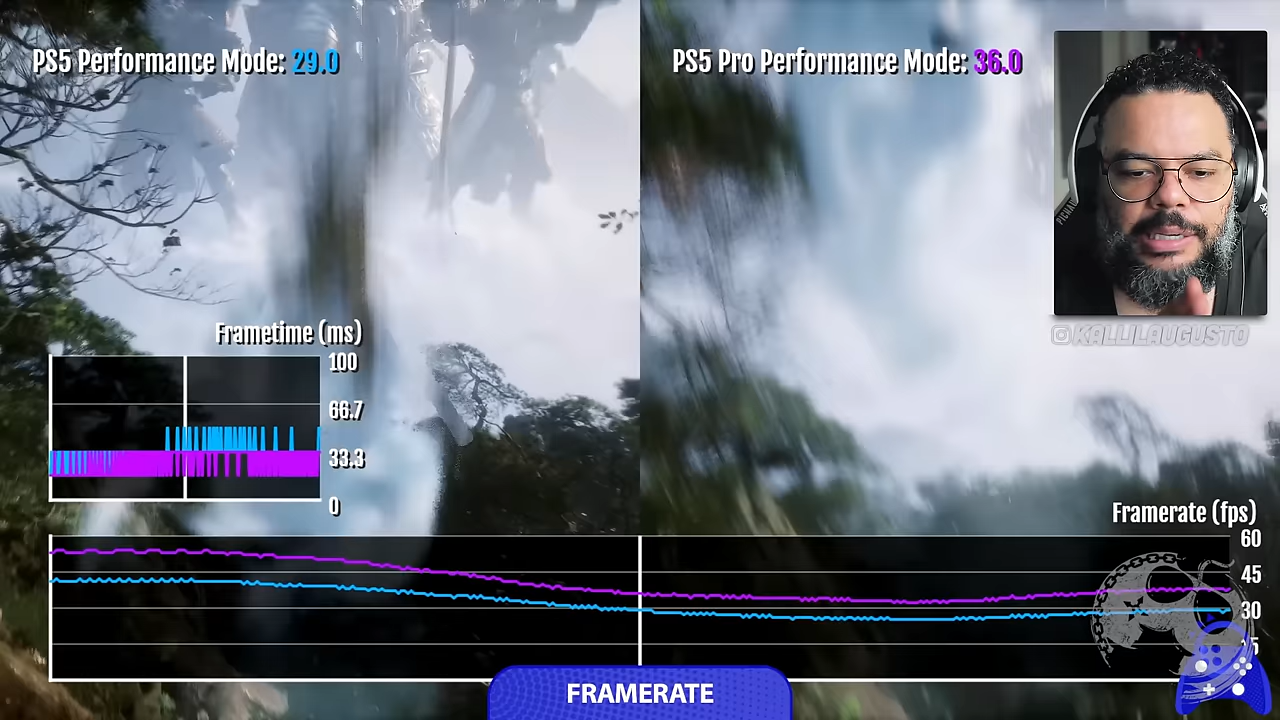 PS5 Performance Mode: 29.0
PS5 Pro Performance Mode: 36.0
KALLILAUGUSTO
Frametime (ms)
100
66.7
33.3
0
Framerate (fps)
60
45
30
FRAMERATE